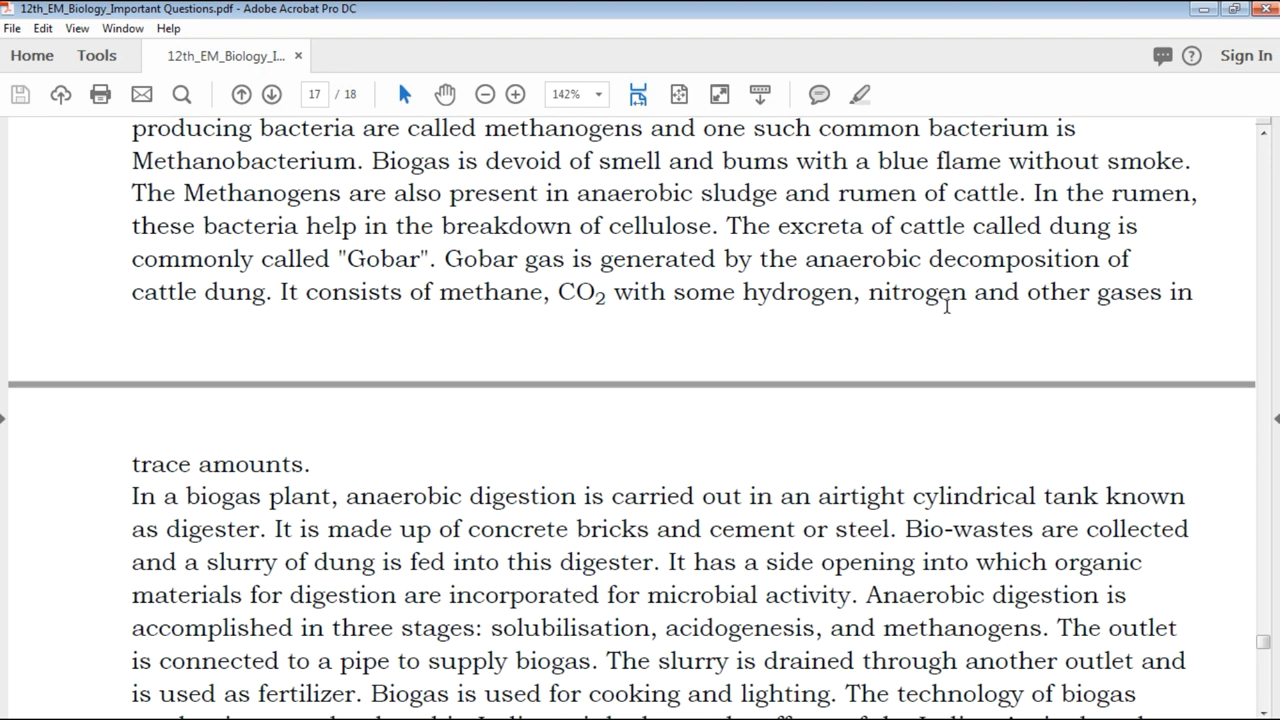 12th_EM_Biology_Important Questions.pdf - Adobe Acrobat Pro DC
File Edit View Window Help
Home Tools 12th_EM_Biology_I... × Sign In
17 / 18 142%
producing bacteria are called methanogens and one such common bacterium is
Methanobacterium. Biogas is devoid of smell and bums with a blue flame without smoke.
The Methanogens are also present in anaerobic sludge and rumen of cattle. In the rumen,
these bacteria help in the breakdown of cellulose. The excreta of cattle called dung is
commonly called "Gobar". Gobar gas is generated by the anaerobic decomposition of
cattle dung. It consists of methane, CO2 with some hydrogen, nitrogen and other gases in
trace amounts.
In a biogas plant, anaerobic digestion is carried out in an airtight cylindrical tank known
as digester. It is made up of concrete bricks and cement or steel. Bio-wastes are collected
and a slurry of dung is fed into this digester. It has a side opening into which organic
materials for digestion are incorporated for microbial activity. Anaerobic digestion is
accomplished in three stages: solubilisation, acidogenesis, and methanogens. The outlet
is connected to a pipe to supply biogas. The slurry is drained through another outlet and
is used as fertilizer. Biogas is used for cooking and lighting. The technology of biogas